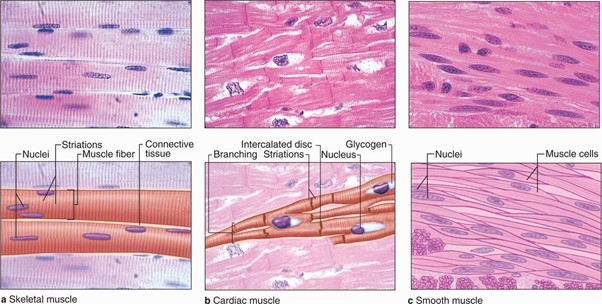 Nuclei
Striations
Muscle fiber
Connective
tissue
Intercalated disc
Branching
Striations
Glycogen
Nucleus
Nuclei
Muscle cells
a Skeletal muscle
b Cardiac muscle
c Smooth muscle